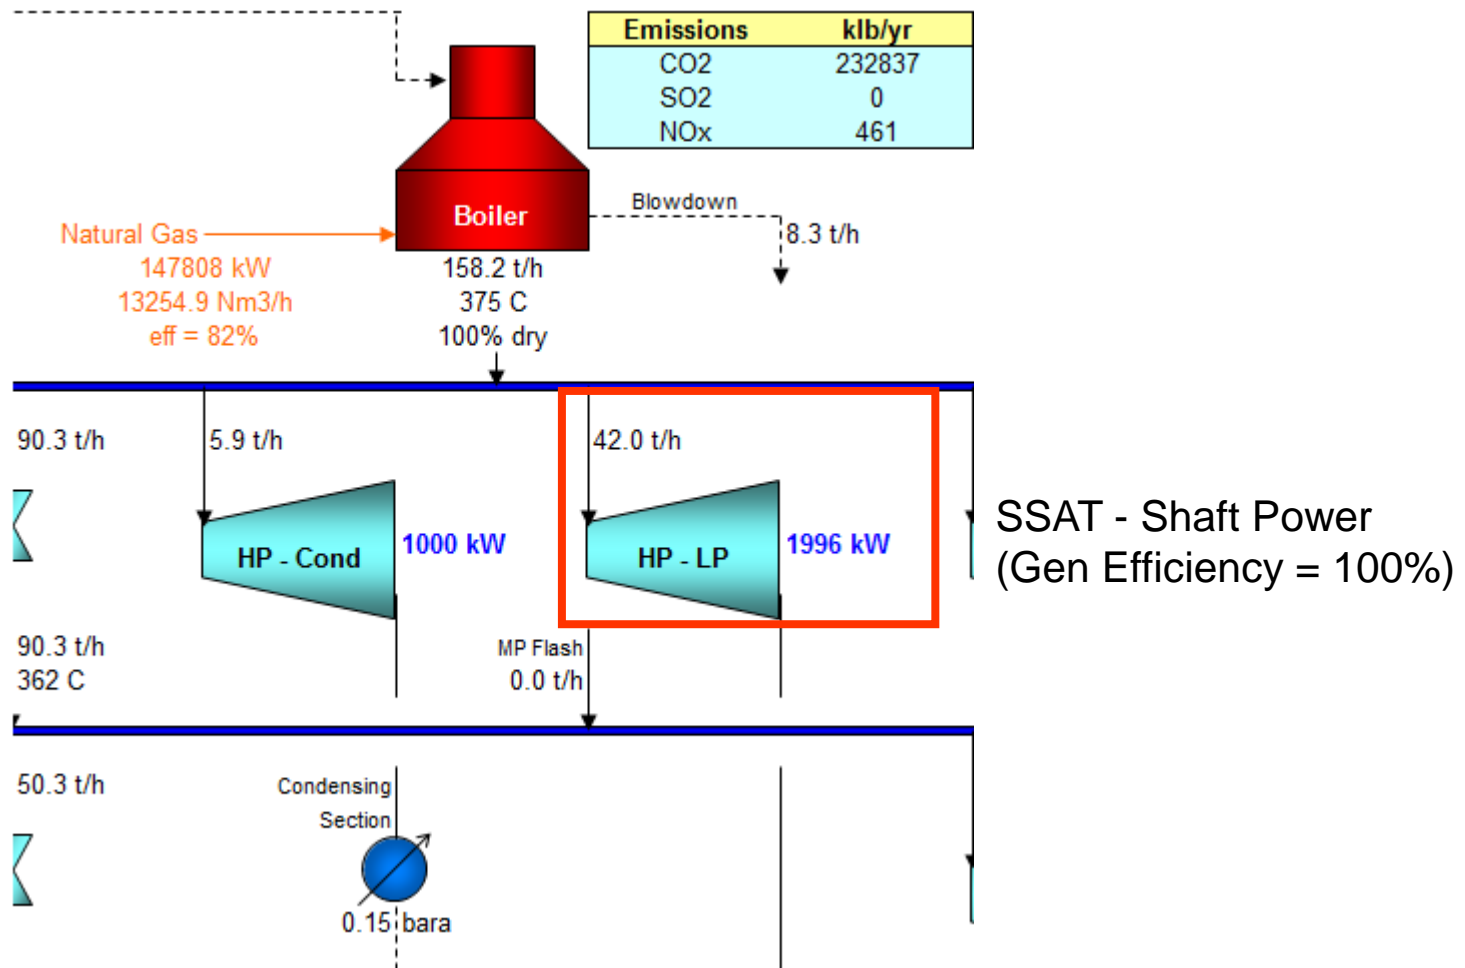 Emissions klb/yr
CO2 232837
SO2 0
NOx 461
Boiler
Blowdown
8.3 t/h
Natural Gas
147808 kW
13254.9 Nm3/h
eff = 82%
158.2 t/h
375 C
100% dry
90.3 t/h
5.9 t/h
42.0 t/h
HP - Cond
1000 kW
HP - LP
1996 kW
SSAT - Shaft Power
(Gen Efficiency = 100%)
90.3 t/h
362 C
MP Flash
0.0 t/h
50.3 t/h
Condensing
Section
0.15 bara